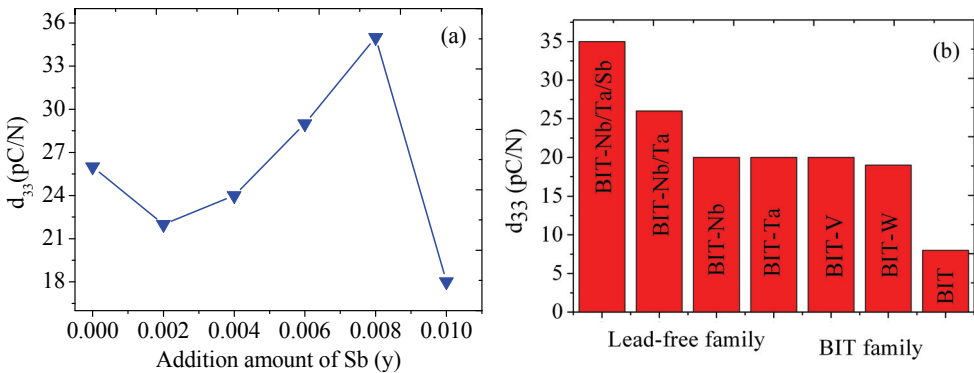 (a)
36
33
30
27
24
21
18
d33(pC/N)
0.000 0.002 0.004 0.006 0.008 0.010
Addition amount of Sb (y)
(b)
35
30
25
20
15
10
5
0
d33 (pC/N)
BIT-Nb/Ta/Sb
BIT-Nb/Ta
BIT-Nb
BIT-Ta
BIT-V
BIT-W
BIT
Lead-free family
BIT family